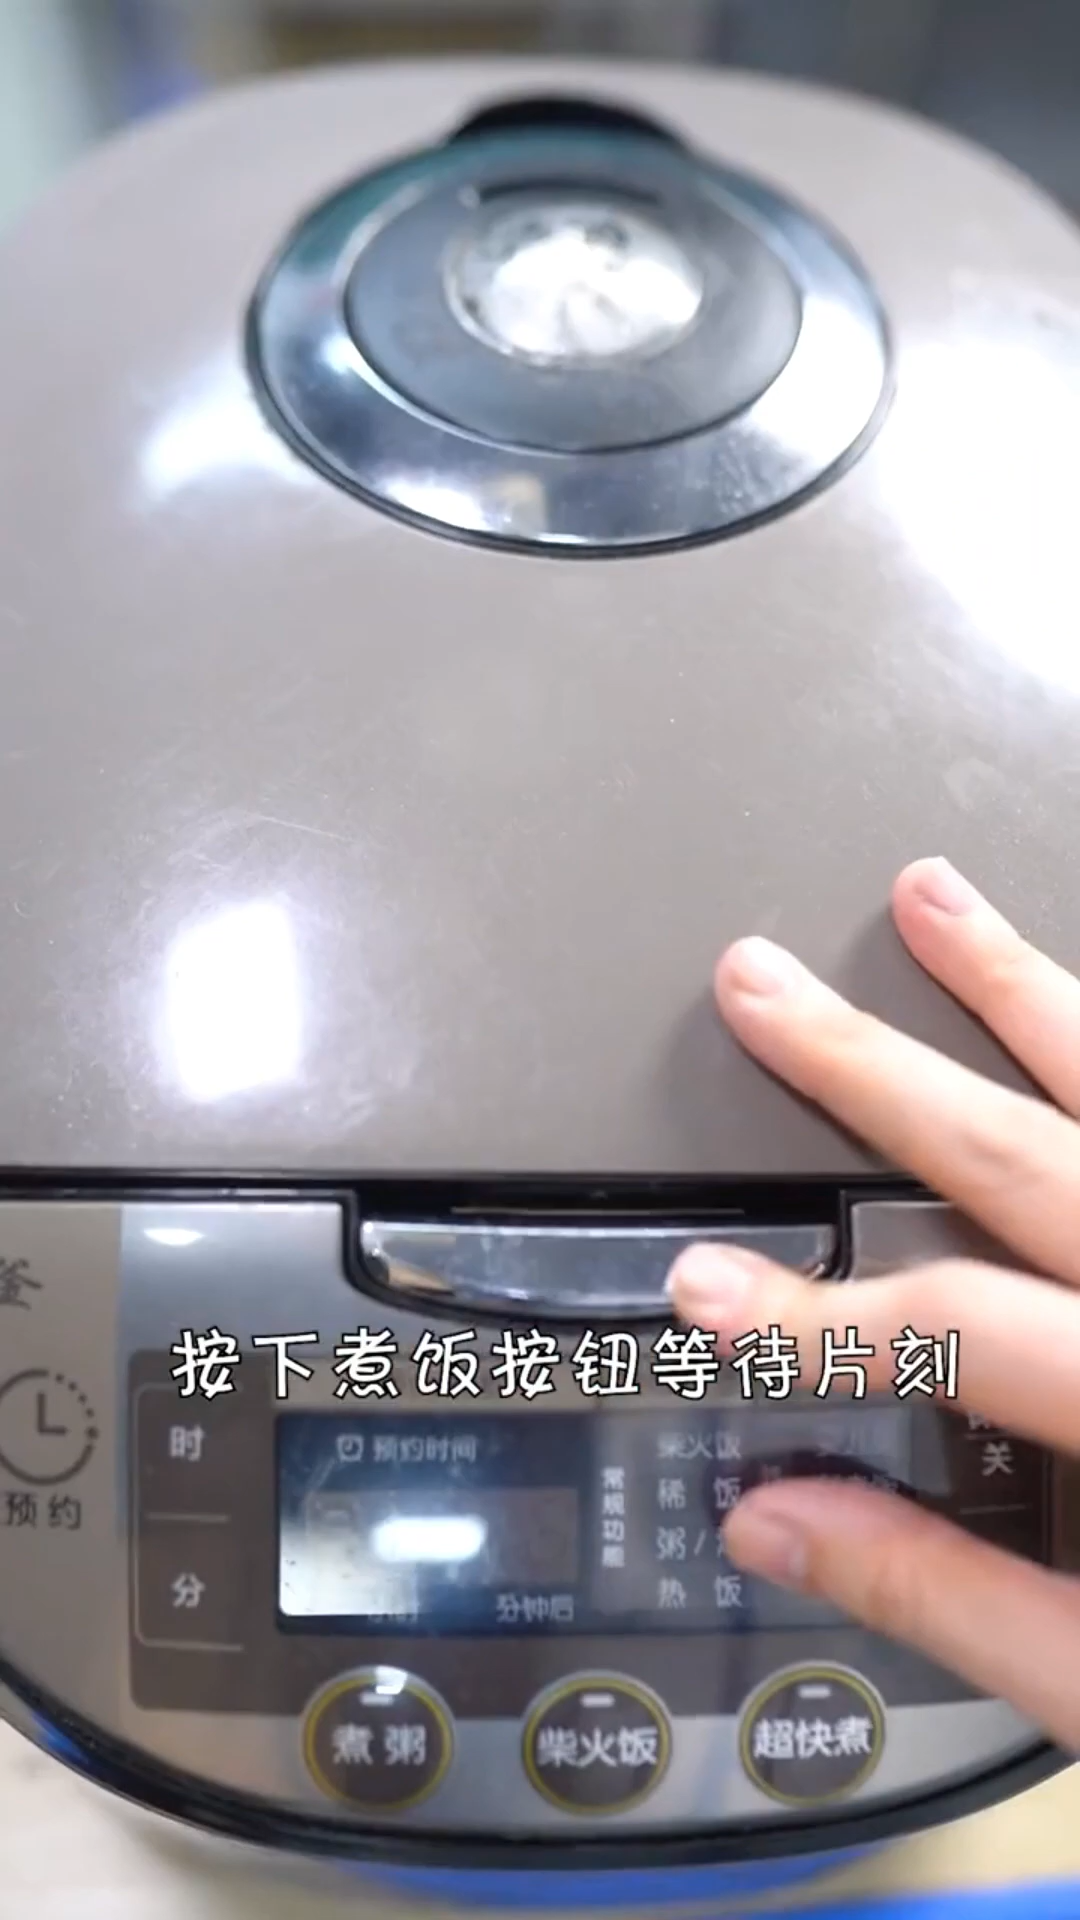 釜
按下煮饭按钮等待片刻
预约
时
分
预约时间
分钟后
常规功能
柴火饭
稀饭
粥/
热饭
关
煮粥
柴火饭
超快煮